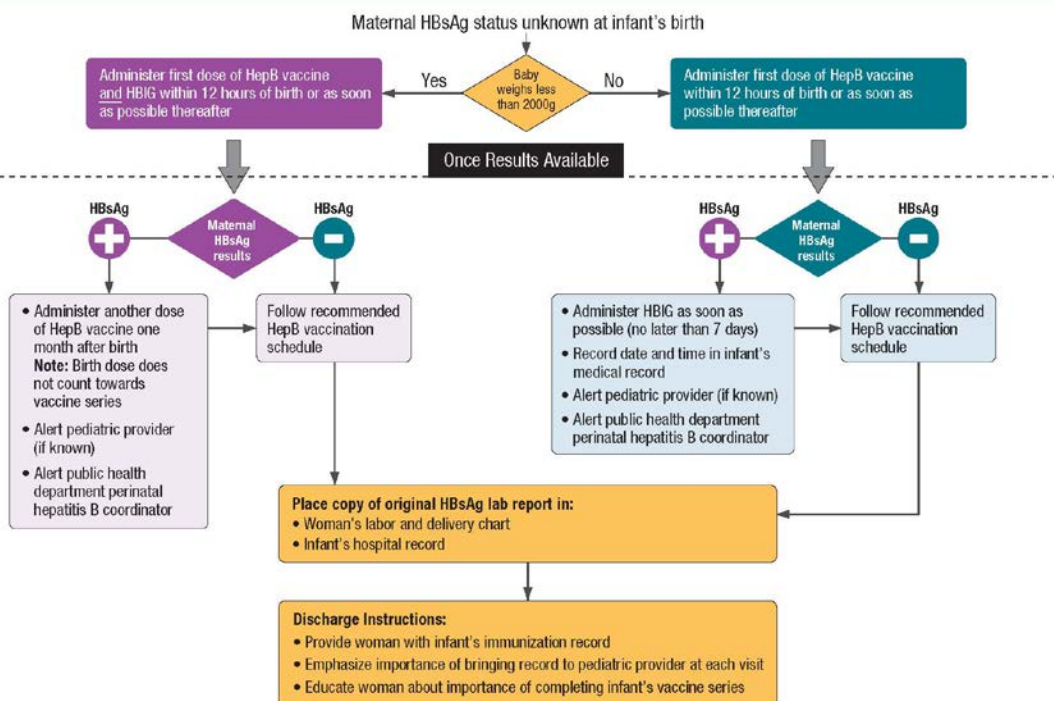 Maternal HBsAg status unknown at infant's birth
Administer first dose of HepB vaccine
and HBIG within 12 hours of birth or as soon
as possible thereafter
Yes
Baby
weighs less
than 2000g
No
Administer first dose of HepB vaccine
within 12 hours of birth or as soon as
possible thereafter
Once Results Available
HBsAg
+
Maternal
HBsAg
results
HBsAg
-
HBsAg
+
Maternal
HBsAg
results
HBsAg
-
• Administer another dose
of HepB vaccine one
month after birth
Note: Birth dose does
not count towards
vaccine series
• Alert pediatric provider
(if known)
• Alert public health
department perinatal
hepatitis B coordinator
Follow recommended
HepB vaccination
schedule
• Administer HBIG as soon as
possible (no later than 7 days)
• Record date and time in infant's
medical record
• Alert pediatric provider (if known)
• Alert public health department
perinatal hepatitis B coordinator
Follow recommended
HepB vaccination
schedule
Place copy of original HBsAg lab report in:
• Woman's labor and delivery chart
• Infant's hospital record
Discharge Instructions:
• Provide woman with infant's immunization record
• Emphasize importance of bringing record to pediatric provider at each visit
• Educate woman about importance of completing infant's vaccine series